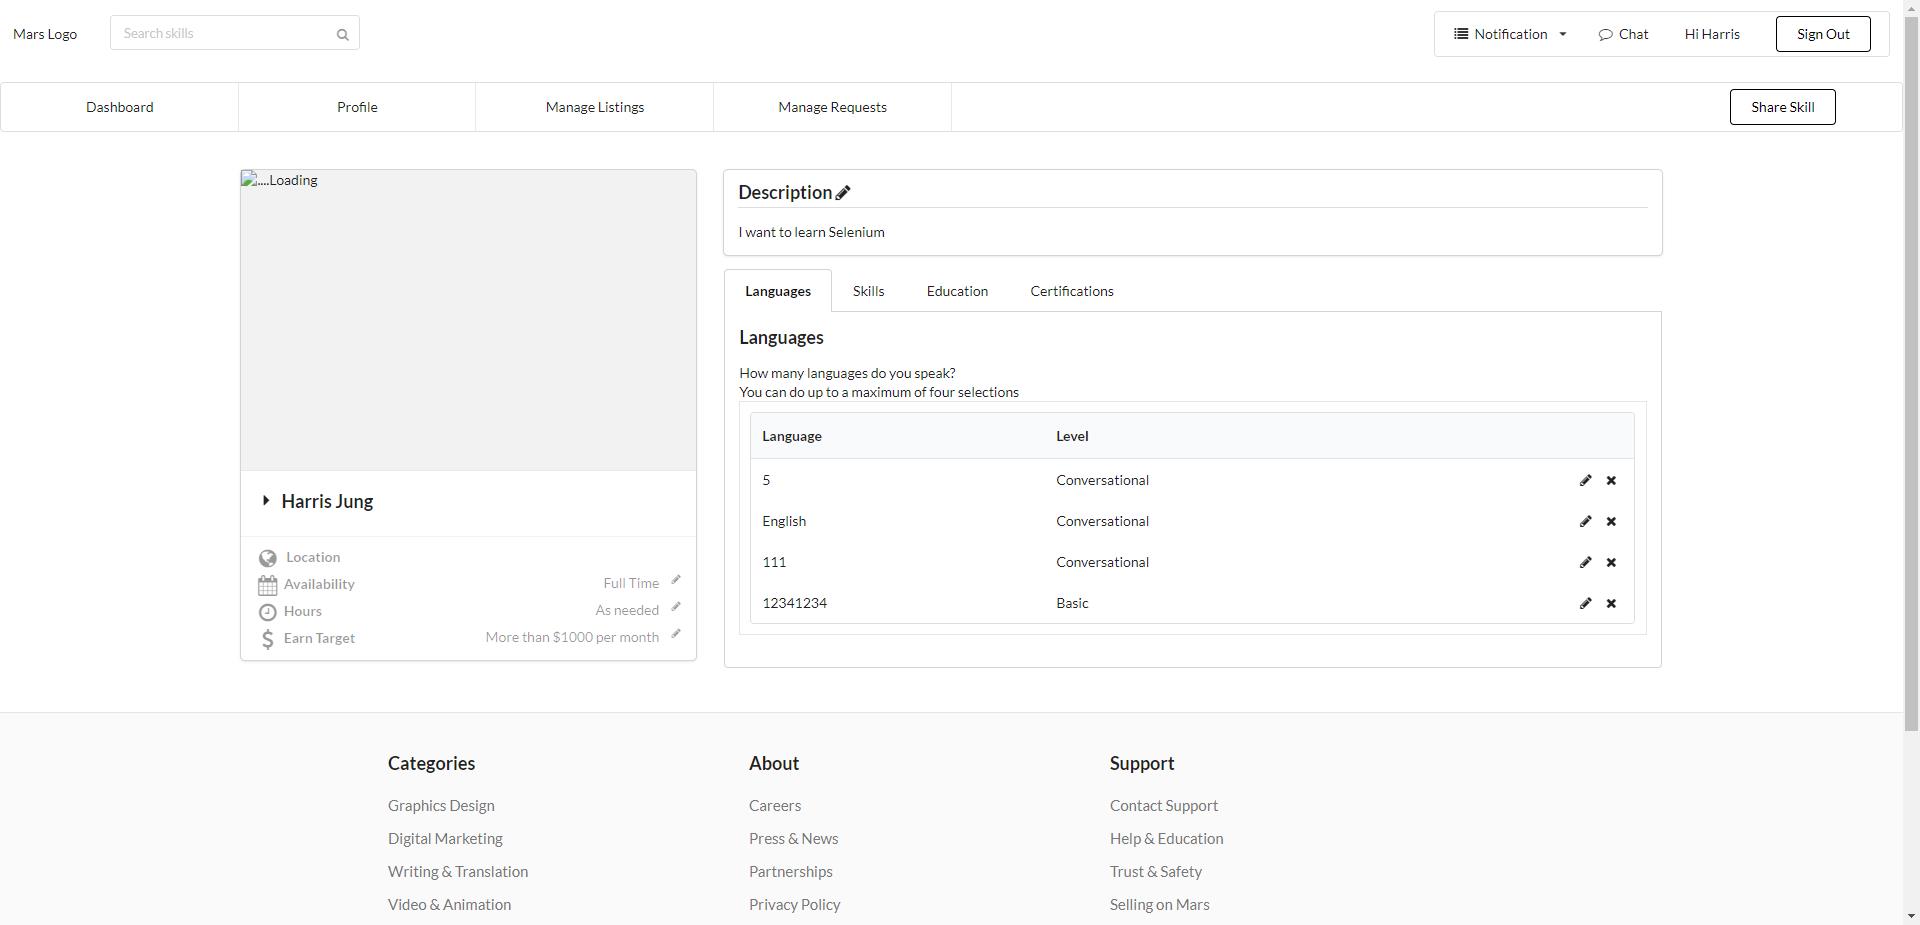 Mars Logo
Search skills
Notification
Chat
Hi Harris
Sign Out
Dashboard
Profile
Manage Listings
Manage Requests
Share Skill
....Loading
Harris Jung
Location
Availability
Full Time
Hours
As needed
Earn Target
More than $1000 per month
Description
I want to learn Selenium
Languages
Skills
Education
Certifications
Languages
How many languages do you speak?
You can do up to a maximum of four selections
Language Level
5 Conversational
English Conversational
111 Conversational
12341234 Basic
Categories
Graphics Design
Digital Marketing
Writing & Translation
Video & Animation
About
Careers
Press & News
Partnerships
Privacy Policy
Support
Contact Support
Help & Education
Trust & Safety
Selling on Mars